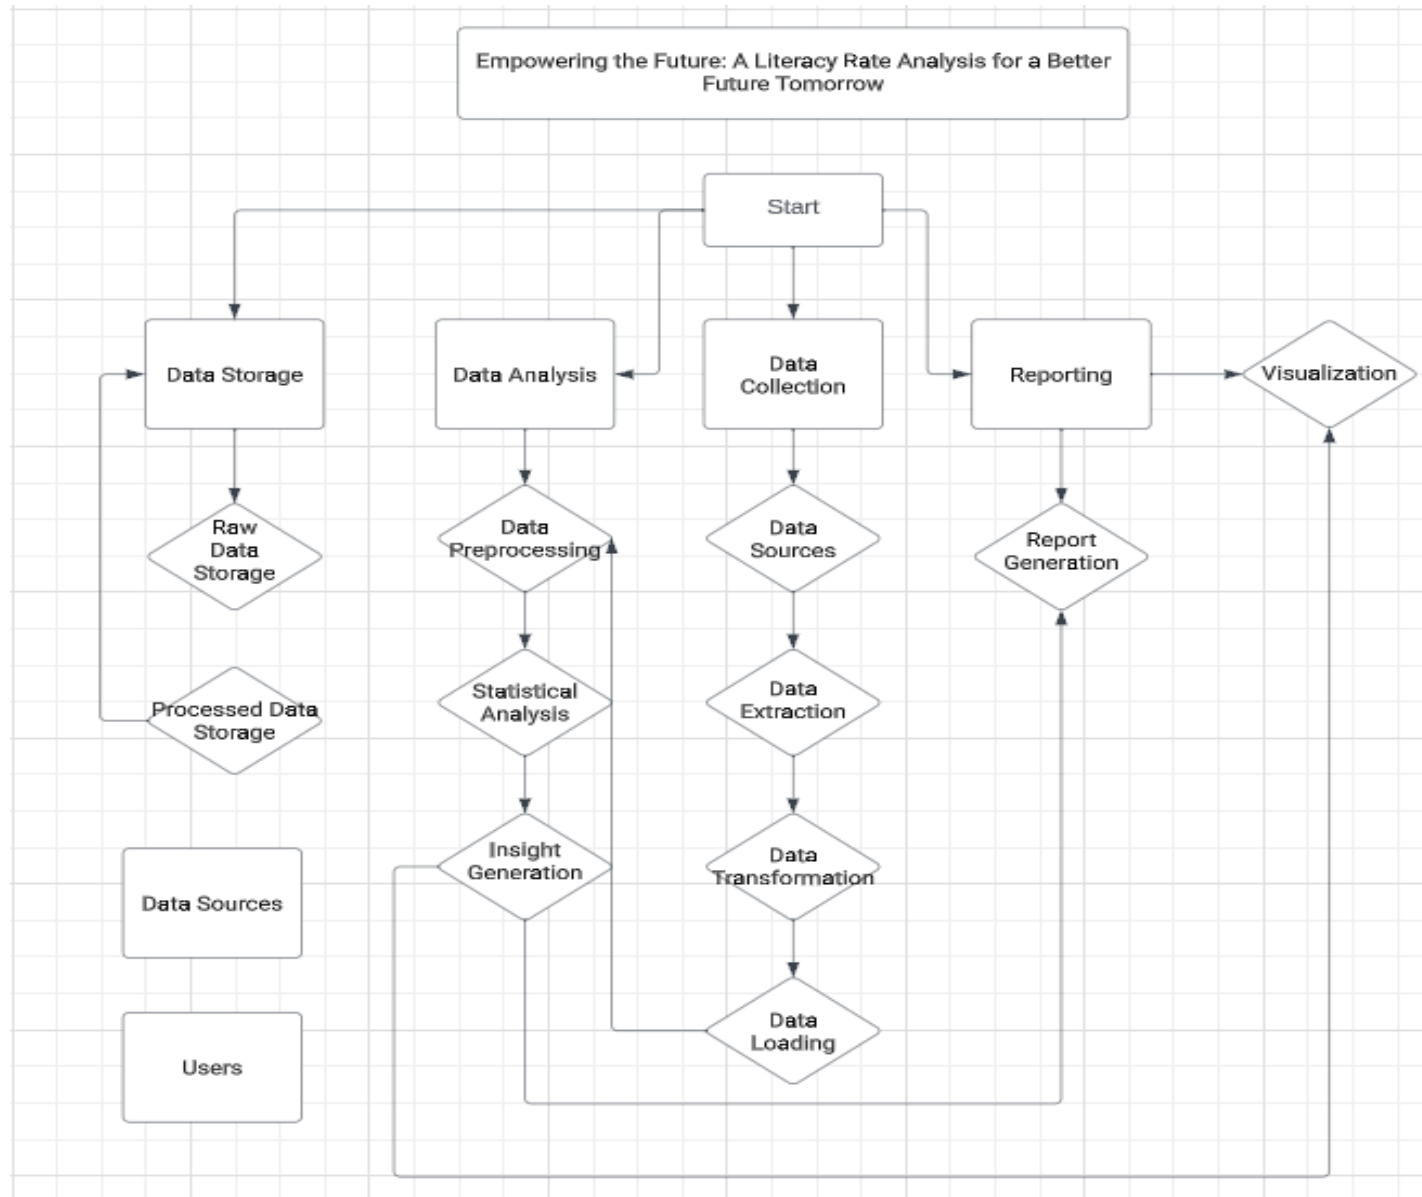 Empowering the Future: A Literacy Rate Analysis for a Better
Future Tomorrow
Start
Data Storage
Data Analysis
Data
Collection
Reporting
Visualization
Raw
Data
Storage
Data
Preprocessing
Data
Sources
Report
Generation
Processed Data
Storage
Statistical
Analysis
Data
Extraction
Insight
Generation
Data
Transformation
Data Sources
Data
Loading
Users